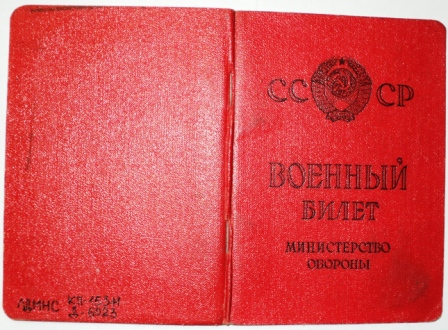 СССР
ВОЕННЫЙ
БИЛЕТ
МИНИСТЕРСТВО
ОБОРОНЫ